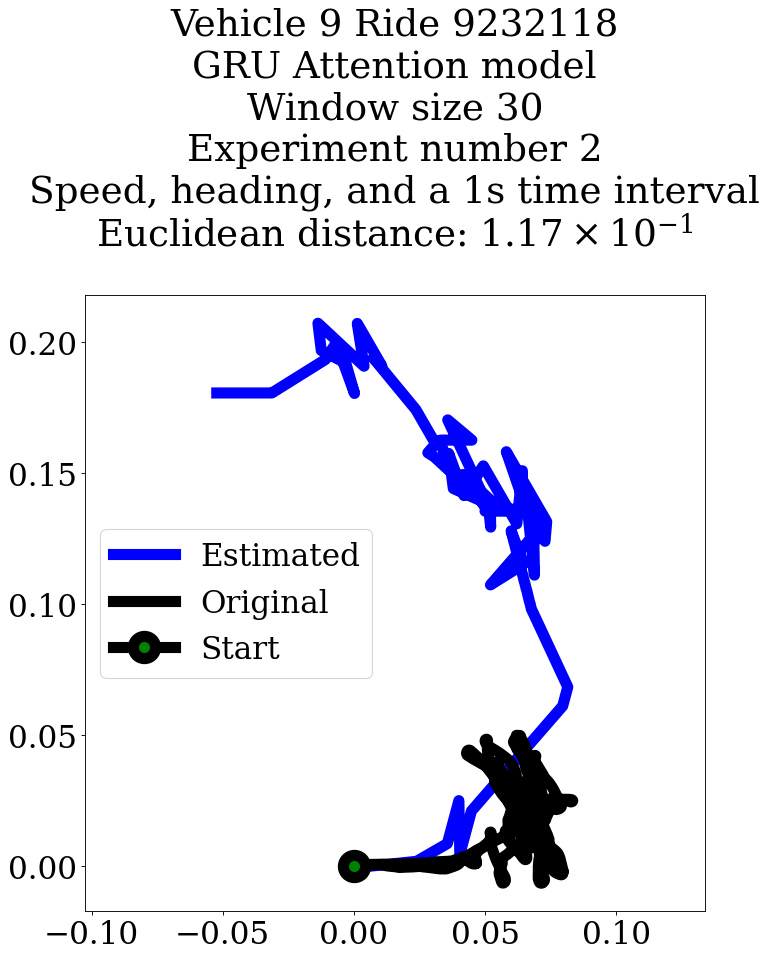 Vehicle 9 Ride 9232118
GRU Attention model
Window size 30
Experiment number 2
Speed, heading, and a 1s time interval
Euclidean distance: 1.17 × 10⁻¹
0.20
0.15
0.10
0.05
0.00
Estimated
Original
Start
−0.10 −0.05 0.00 0.05 0.10